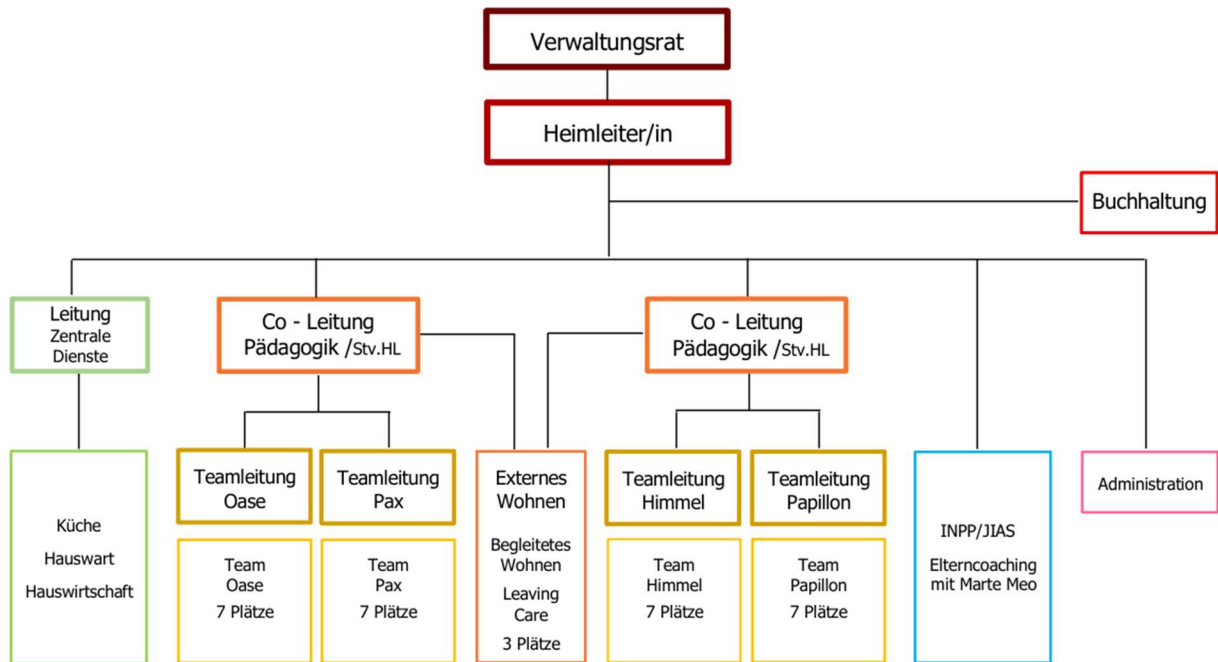 Verwaltungsrat
Heimleiter/in
Buchhaltung
Leitung
Zentrale
Dienste
Co - Leitung
Pädagogik /Stv.HL
Co - Leitung
Pädagogik /Stv.HL
Küche
Hauswart
Hauswirtschaft
Teamleitung
Oase
Team
Oase
7 Plätze
Teamleitung
Pax
Team
Pax
7 Plätze
Externes
Wohnen
Begleitetes
Wohnen
Leaving
Care
3 Plätze
Teamleitung
Himmel
Team
Himmel
7 Plätze
Teamleitung
Papillon
Team
Papillon
7 Plätze
INPP/JIAS
Elterncoaching
mit Marte Meo
Administration